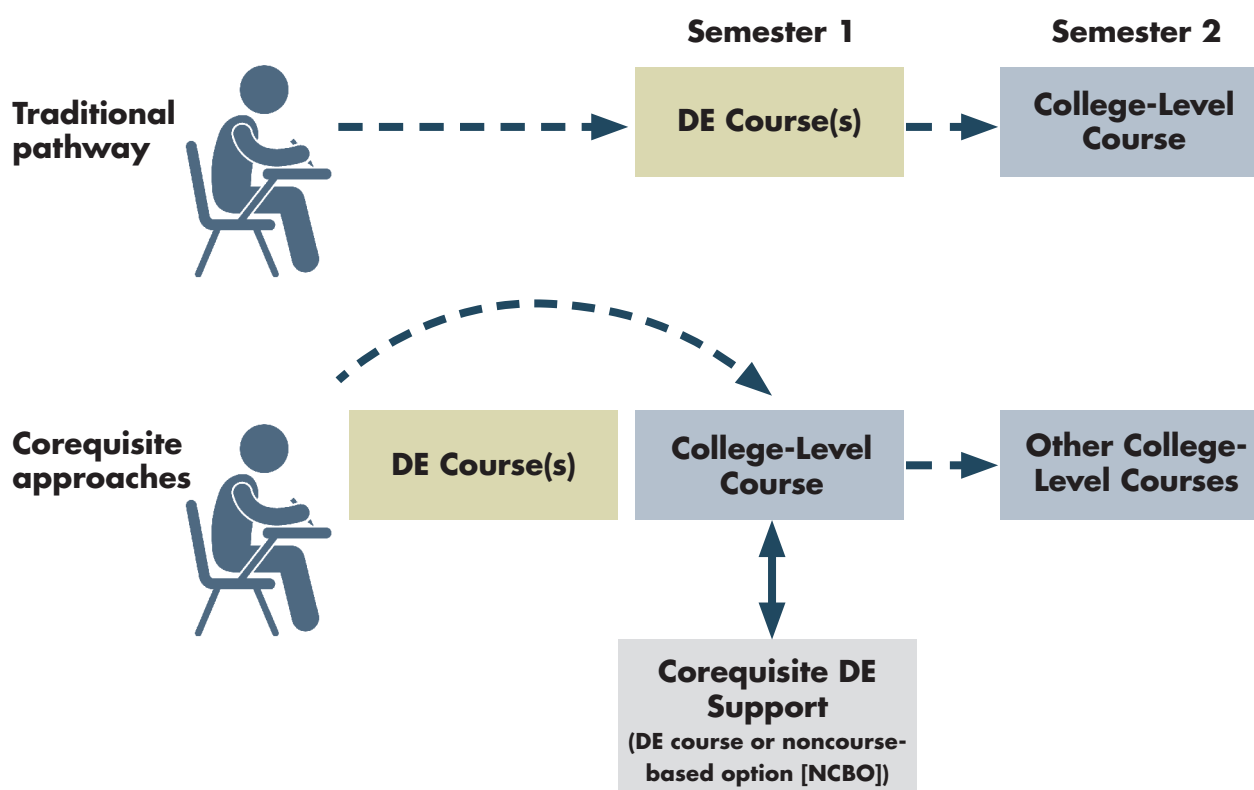 Semester 1
Semester 2
Traditional
pathway
DE Course(s)
College-Level
Course
Corequisite
approaches
DE Course(s)
College-Level
Course
Other College-
Level Courses
Corequisite DE
Support
(DE course or noncourse-
based option [NCBO])